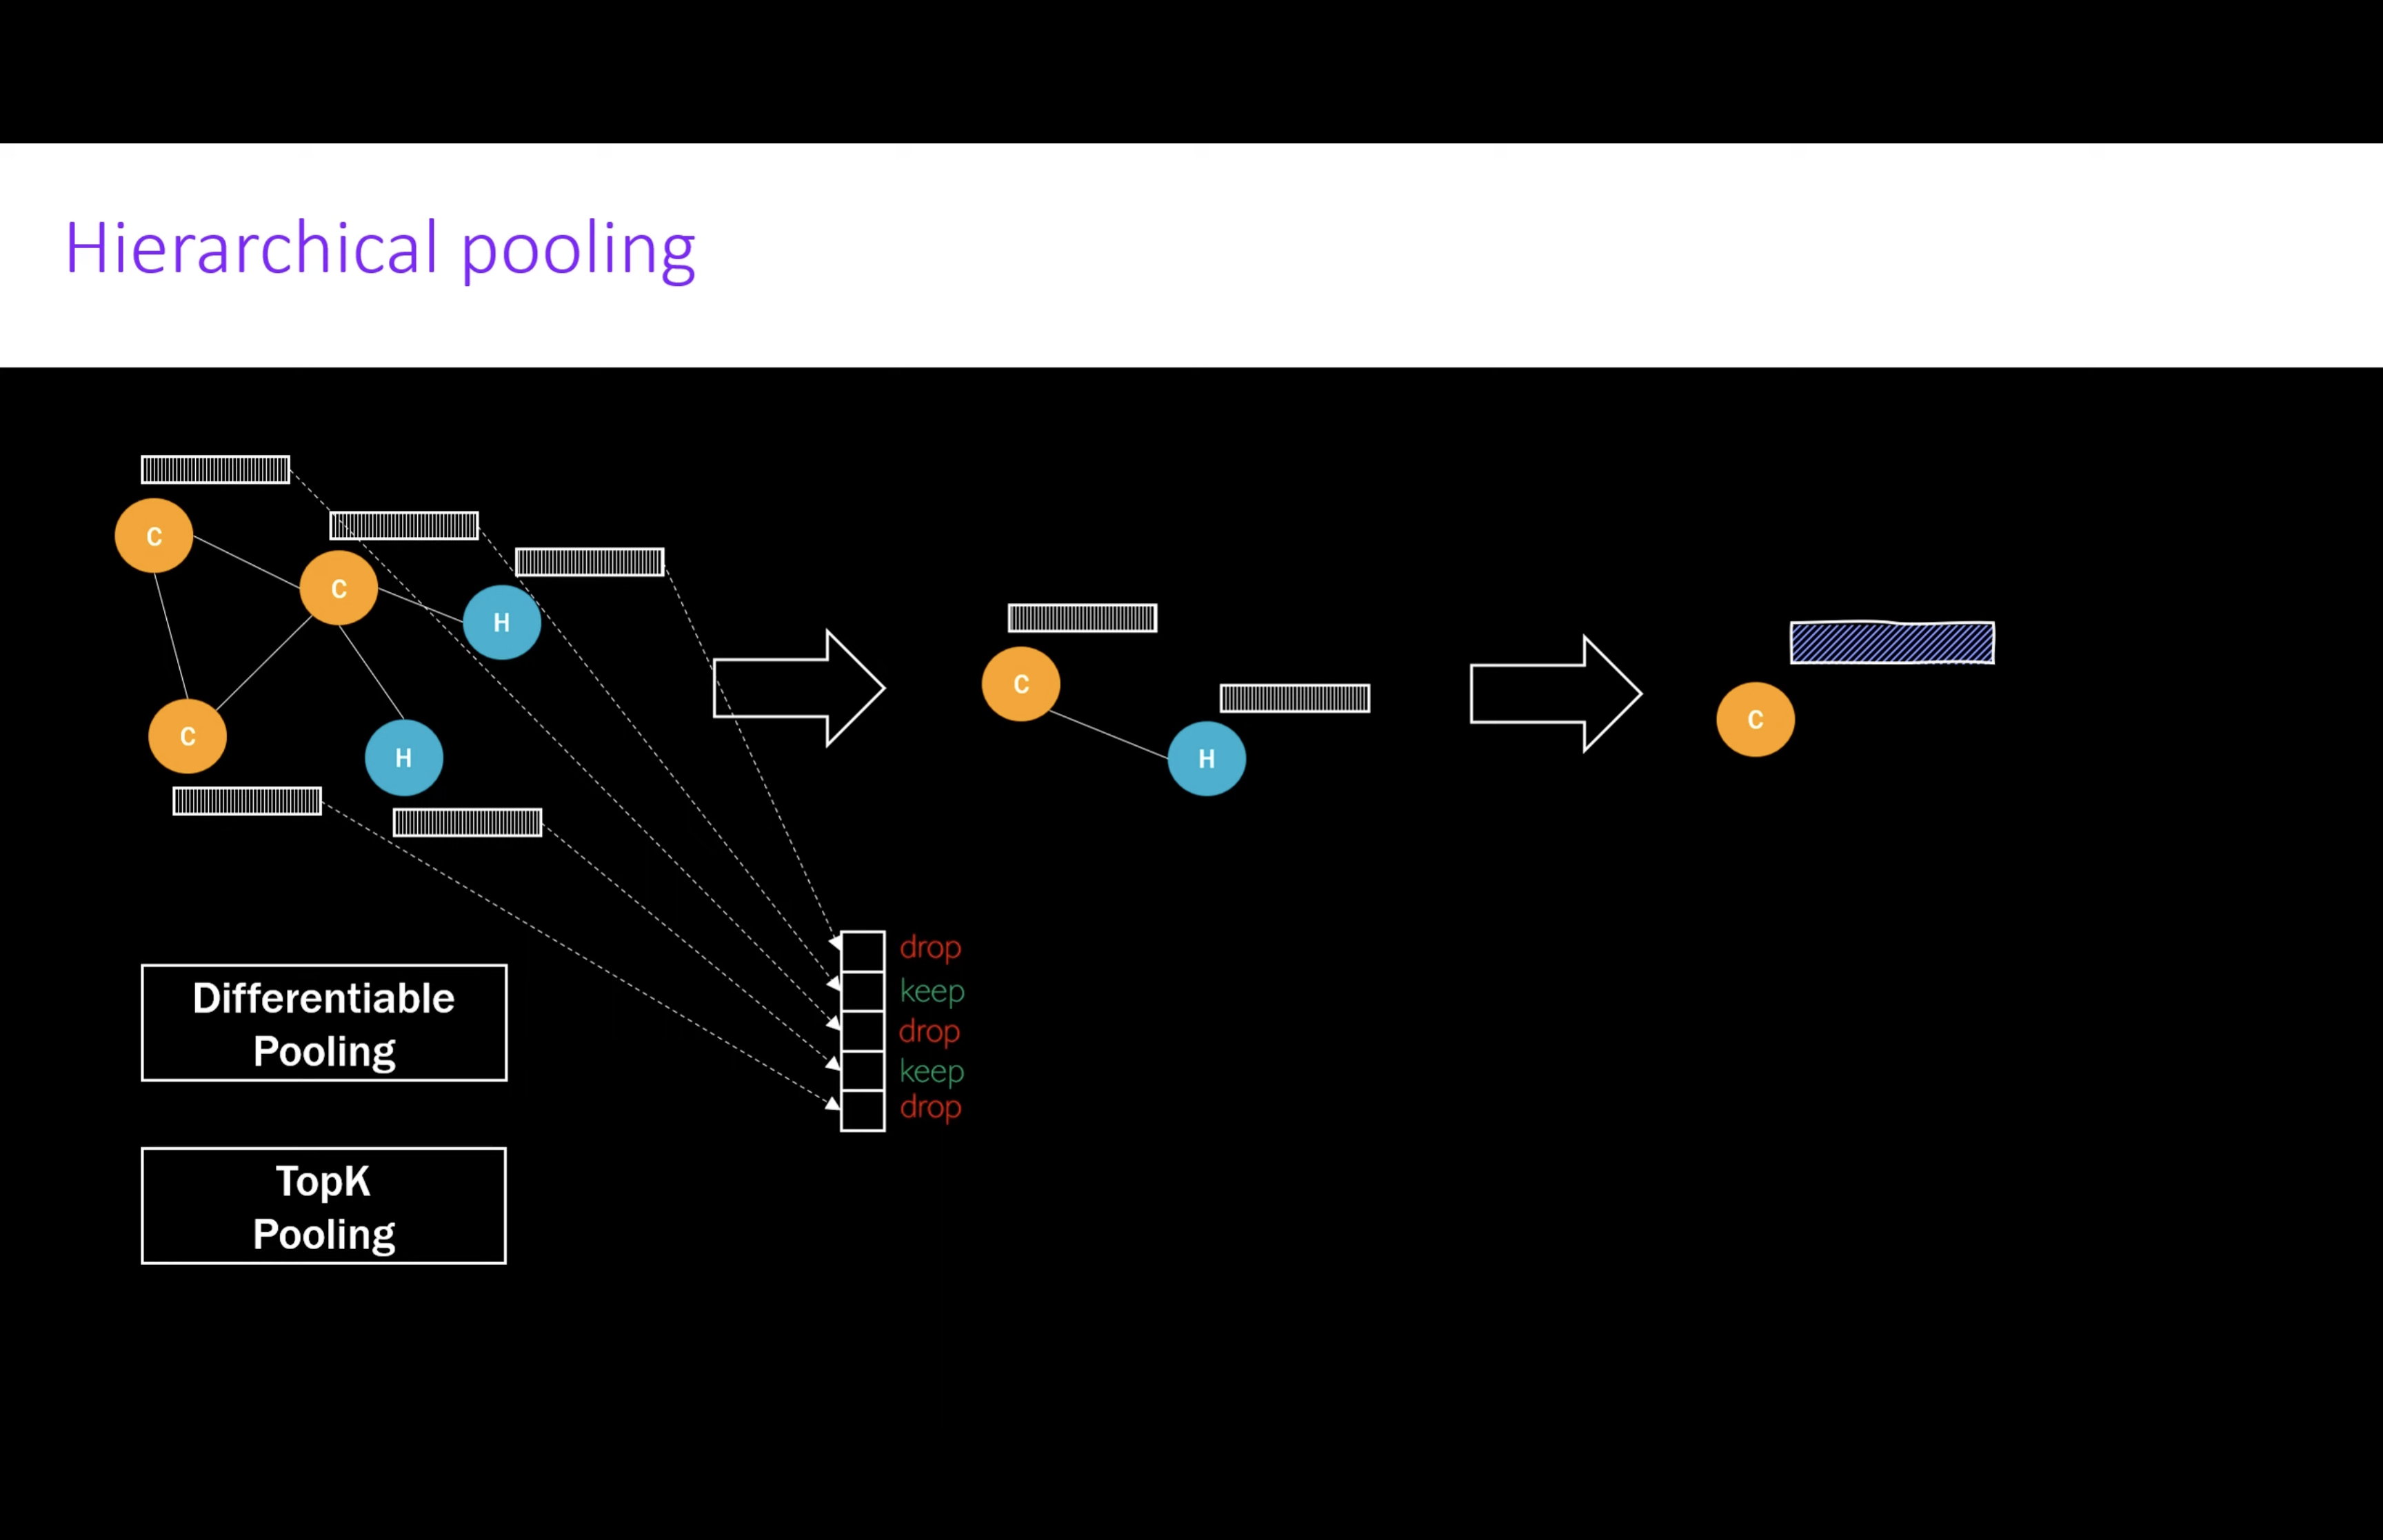 Hierarchical pooling
C
C
H
C
H
C
H
C
drop
keep
drop
keep
drop
Differentiable
Pooling
TopK
Pooling